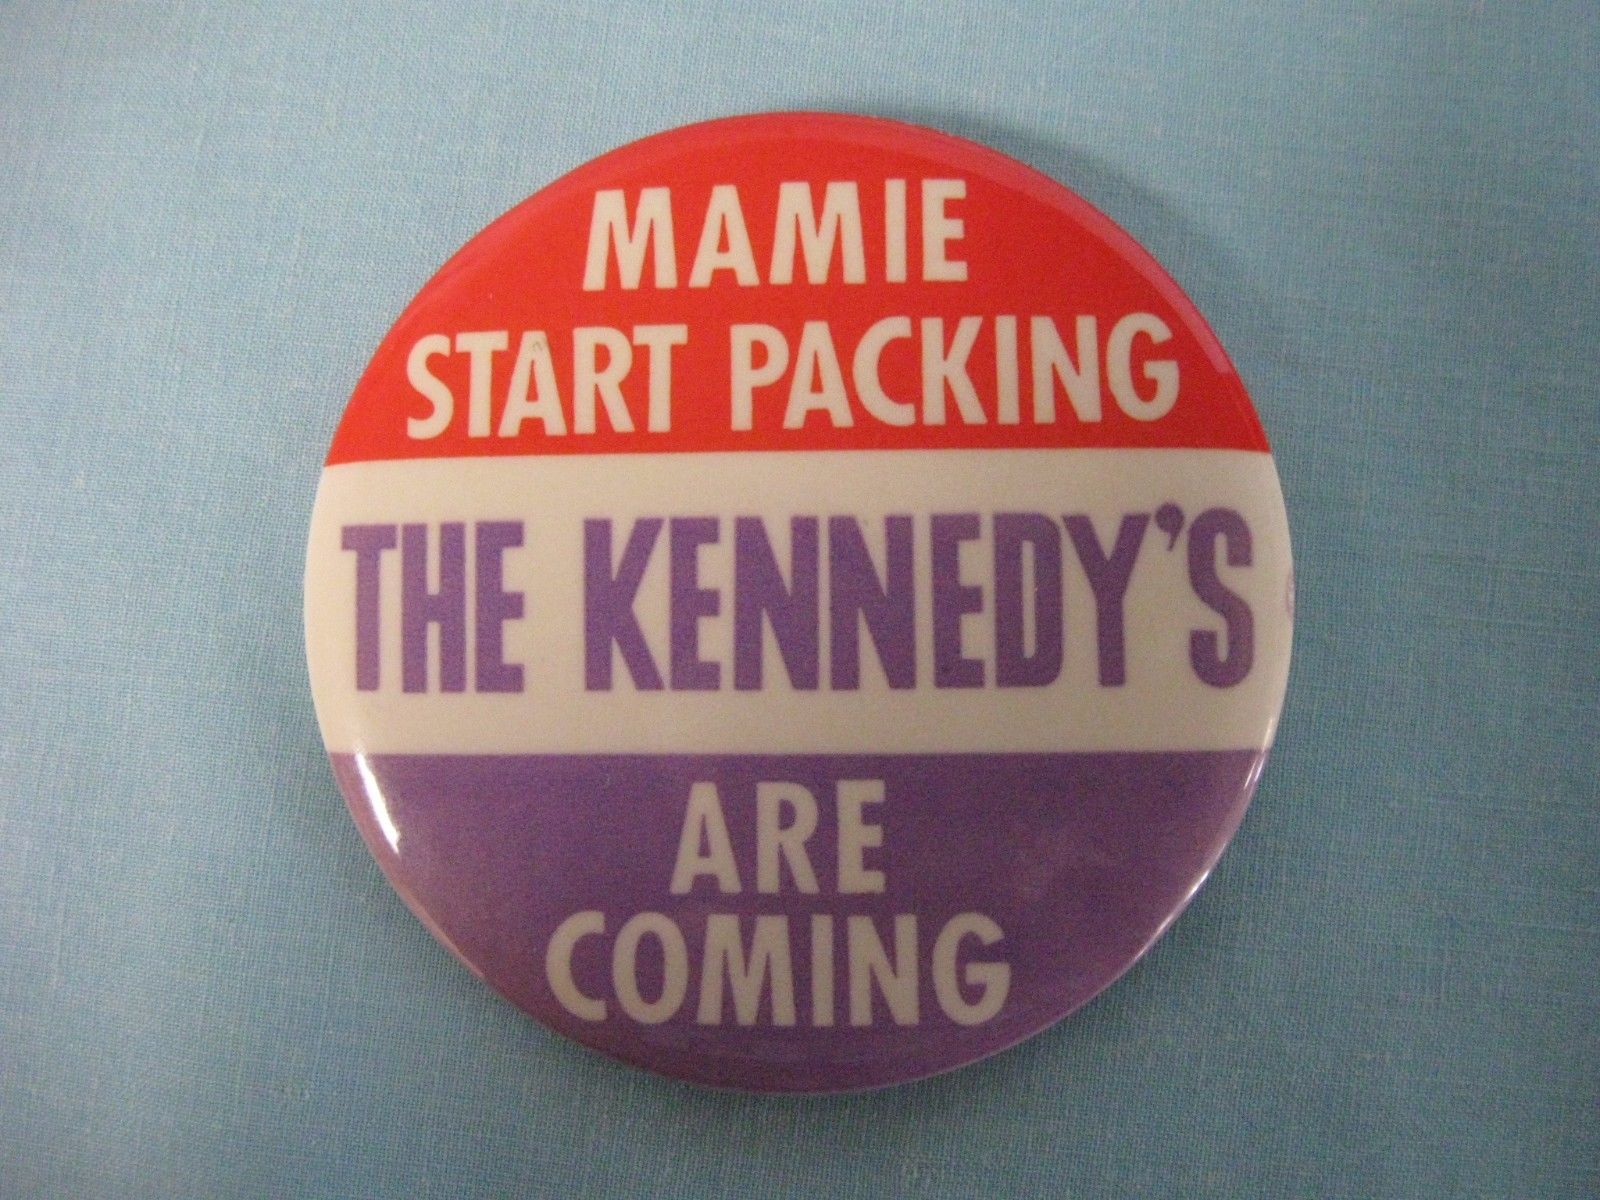 MAMIE
START PACKING
THE KENNEDY'S
ARE
COMING